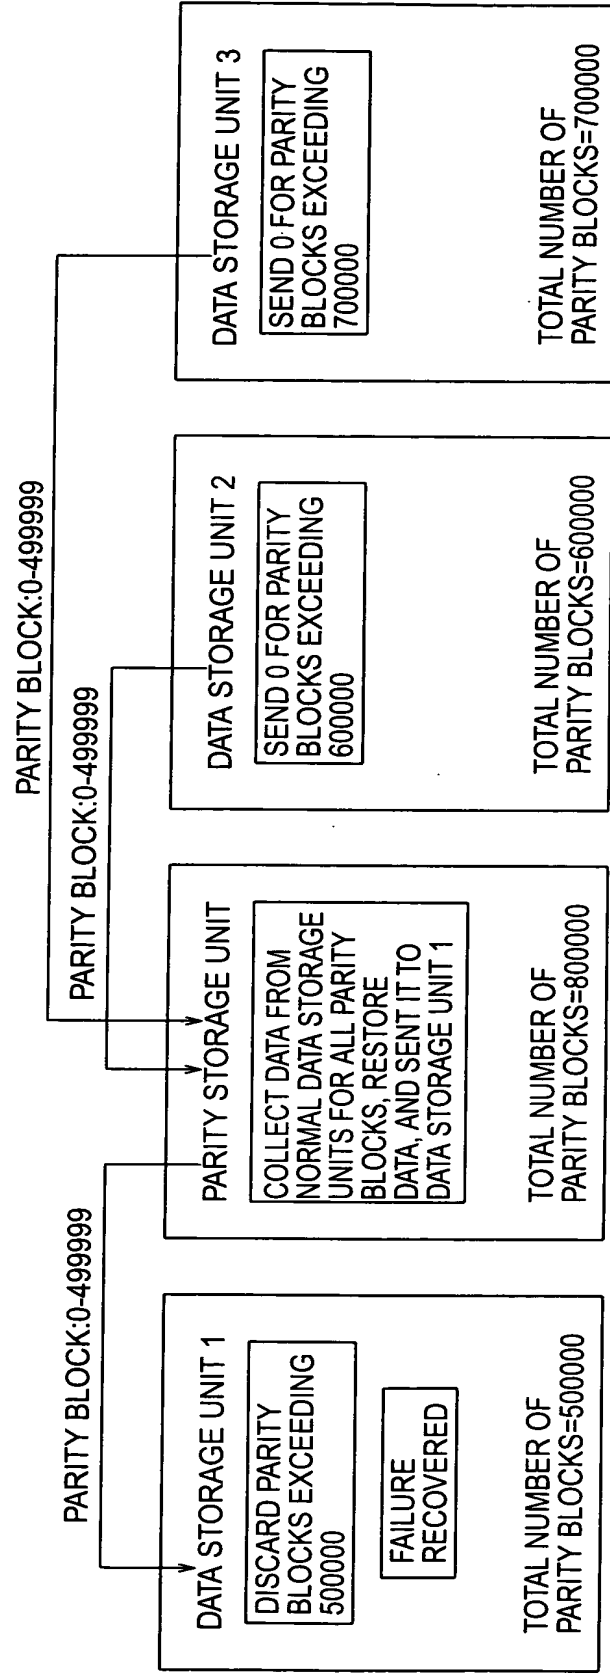 PARITY BLOCK:0-499999
PARITY BLOCK:0-499999
PARITY BLOCK:0-499999
DATA STORAGE UNIT 1
DISCARD PARITY
BLOCKS EXCEEDING
500000
FAILURE
RECOVERED
TOTAL NUMBER OF
PARITY BLOCKS=500000
PARITY STORAGE UNIT
COLLECT DATA FROM
NORMAL DATA STORAGE
UNITS FOR ALL PARITY
BLOCKS, RESTORE
DATA, AND SENT IT TO
DATA STORAGE UNIT 1
TOTAL NUMBER OF
PARITY BLOCKS=800000
DATA STORAGE UNIT 2
SEND 0 FOR PARITY
BLOCKS EXCEEDING
600000
TOTAL NUMBER OF
PARITY BLOCKS=600000
DATA STORAGE UNIT 3
SEND 0 FOR PARITY
BLOCKS EXCEEDING
700000
TOTAL NUMBER OF
PARITY BLOCKS=700000